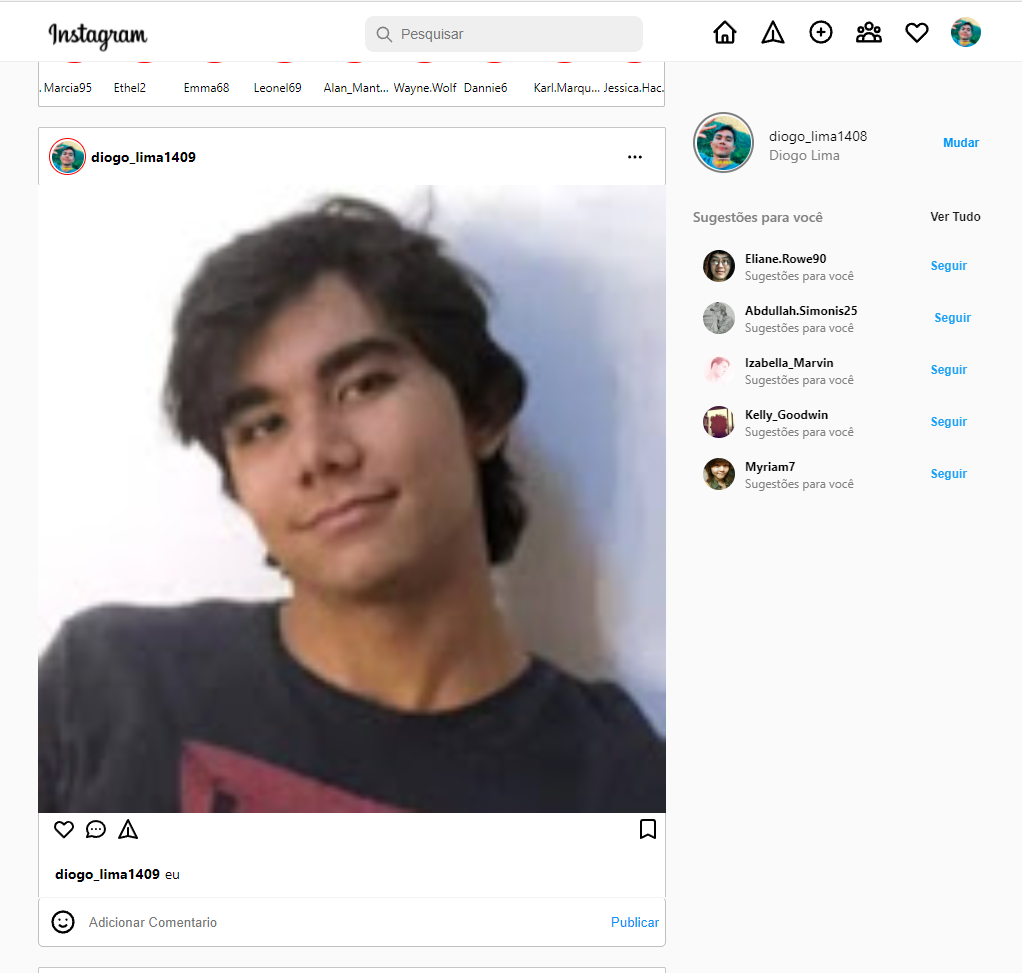 Instagram
Pesquisar
. Marcia95 Ethel2 Emma68 Leonel69 Alan_Mant... Wayne.Wolf Dannie6 Karl.Marqu... Jessica.Hac.
diogo_lima1409
diogo_lima1408
Diogo Lima
Mudar
Sugestões para você
Ver Tudo
Eliane.Rowe90
Sugestões para você
Seguir
Abdullah.Simonis25
Sugestões para você
Seguir
Izabella_Marvin
Sugestões para você
Seguir
Kelly_Goodwin
Sugestões para você
Seguir
Myriam7
Sugestões para você
Seguir
diogo_lima1409 eu
Adicionar Comentario
Publicar